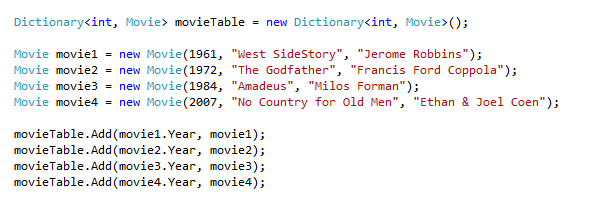 Dictionary<int, Movie> movieTable = new Dictionary<int, Movie>();
Movie movie1 = new Movie(1961, "West SideStory", "Jerome Robbins");
Movie movie2 = new Movie(1972, "The Godfather", "Francis Ford Coppola");
Movie movie3 = new Movie(1984, "Amadeus", "Milos Forman");
Movie movie4 = new Movie(2007, "No Country for Old Men", "Ethan & Joel Coen");
movieTable.Add(movie1.Year, movie1);
movieTable.Add(movie2.Year, movie2);
movieTable.Add(movie3.Year, movie3);
movieTable.Add(movie4.Year, movie4);